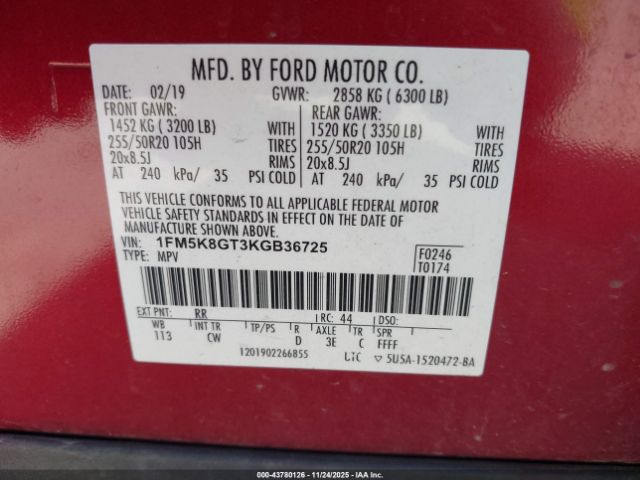 MFD. BY FORD MOTOR CO.
DATE: 02/19 GVWR: 2858 KG ( 6300 LB)
FRONT GAWR: REAR GAWR:
1452 KG ( 3200 LB) WITH 1520 KG ( 3350 LB) WITH
255/50R20 105H TIRES 255/50R20 105H TIRES
20x8.5J RIMS 20x8.5J RIMS
AT 240 kPa/ 35 PSI COLD AT 240 kPa/ 35 PSI COLD
THIS VEHICLE CONFORMS TO ALL APPLICABLE FEDERAL MOTOR
VEHICLE SAFETY STANDARDS IN EFFECT ON THE DATE OF
MANUFACTURE SHOWN ABOVE.
VIN: 1FM5K8GT3KGB36725 F0246
TYPE: MPV T0174
EXT PNT: RR RC: 44 DSO:
WB INT TR TP/PS R AXLE TR SPR
113 CW D 3E C FFFF
1201902266855 LTC ▽ 5U5A-1520472-BA
000-43780126 - 11/24/2025 - IAA, Inc.